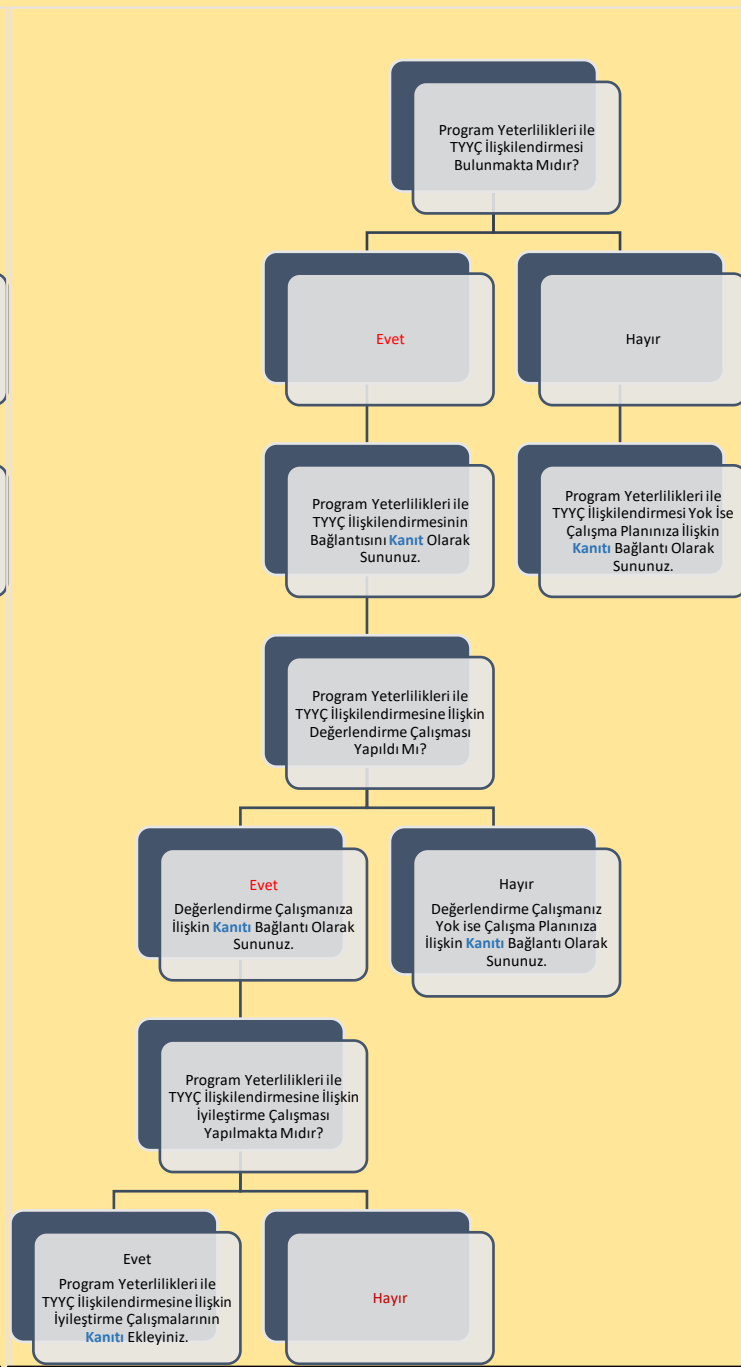 Program Yeterlilikleri ile
TYYÇ İlişkilendirmesi
Bulunmakta Mıdır?
Evet
Hayır
Program Yeterlilikleri ile
TYYÇ İlişkilendirmesinin
Bağlantısını Kanıt Olarak
Sununuz.
Program Yeterlilikleri ile
TYYÇ İlişkilendirmesi Yok İse
Çalışma Planınıza İlişkin
Kanıtı Bağlantı Olarak
Sununuz.
Program Yeterlilikleri ile
TYYÇ İlişkilendirmesine İlişkin
Değerlendirme Çalışması
Yapıldı Mı?
Evet
Değerlendirme Çalışmanıza
İlişkin Kanıtı Bağlantı Olarak
Sununuz.
Hayır
Değerlendirme Çalışmanız
Yok ise Çalışma Planınıza
İlişkin Kanıtı Bağlantı Olarak
Sununuz.
Program Yeterlilikleri ile
TYYÇ İlişkilendirmesine İlişkin
İyileştirme Çalışması
Yapılmakta Mıdır?
Evet
Program Yeterlilikleri ile
TYYÇ İlişkilendirmesine İlişkin
İyileştirme Çalışmalarının
Kanıtı Ekleyiniz.
Hayır